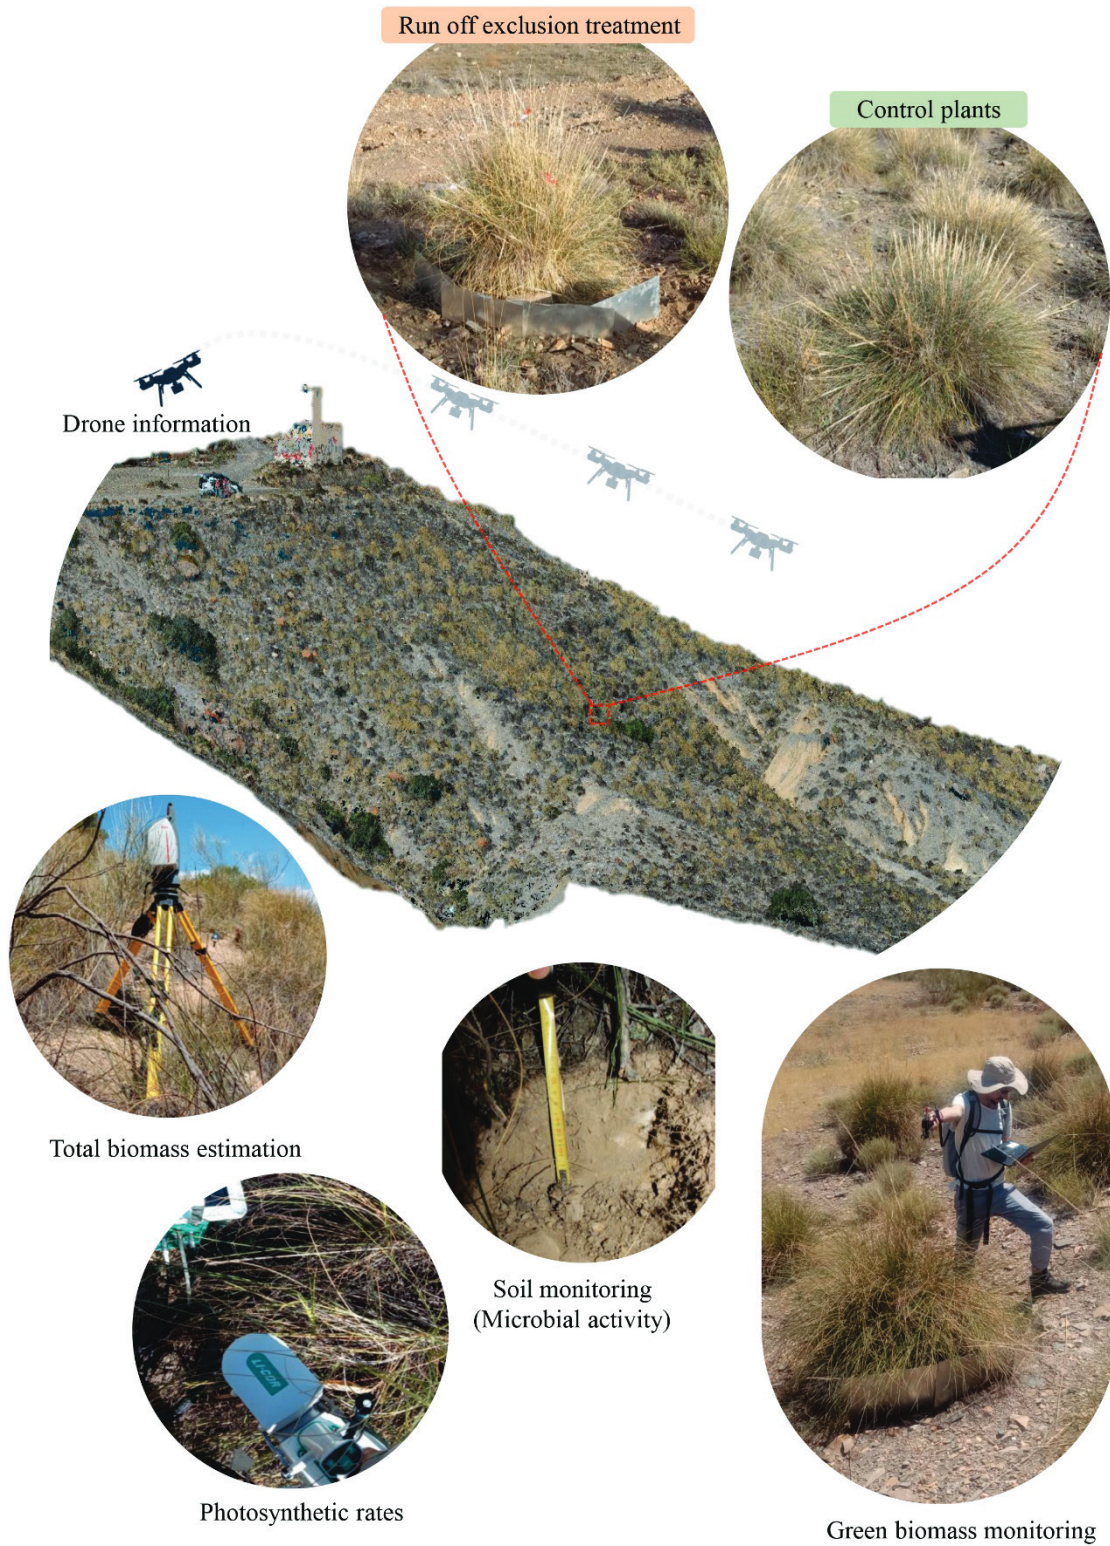 Run off exclusion treatment
Control plants
Drone information
Total biomass estimation
Soil monitoring
(Microbial activity)
LI-COR
Photosynthetic rates
Green biomass monitoring